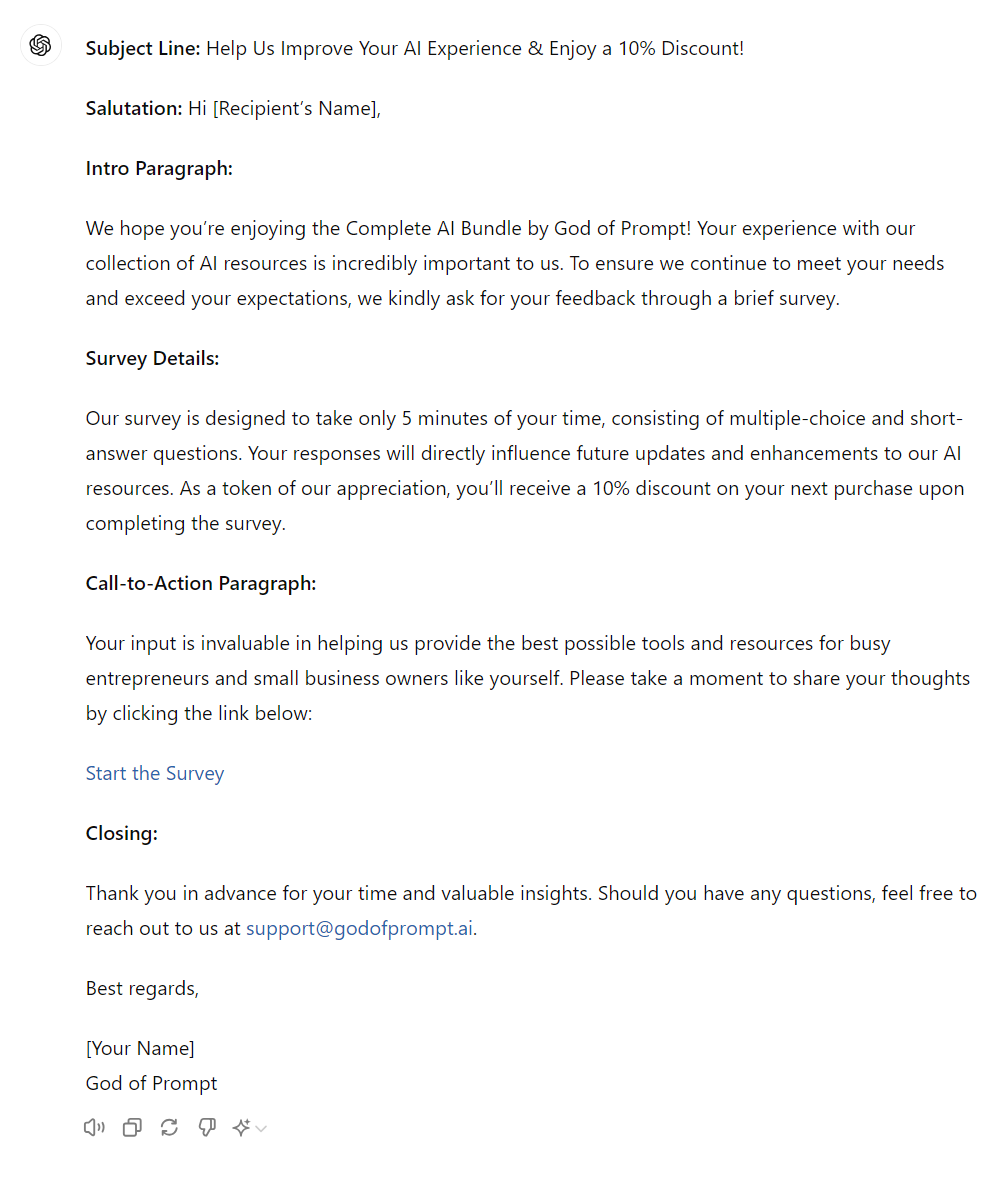 Subject Line: Help Us Improve Your AI Experience & Enjoy a 10% Discount!
Salutation: Hi [Recipient’s Name],
Intro Paragraph:
We hope you’re enjoying the Complete AI Bundle by God of Prompt! Your experience with our
collection of AI resources is incredibly important to us. To ensure we continue to meet your needs
and exceed your expectations, we kindly ask for your feedback through a brief survey.
Survey Details:
Our survey is designed to take only 5 minutes of your time, consisting of multiple-choice and short-
answer questions. Your responses will directly influence future updates and enhancements to our AI
resources. As a token of our appreciation, you’ll receive a 10% discount on your next purchase upon
completing the survey.
Call-to-Action Paragraph:
Your input is invaluable in helping us provide the best possible tools and resources for busy
entrepreneurs and small business owners like yourself. Please take a moment to share your thoughts
by clicking the link below:
Start the Survey
Closing:
Thank you in advance for your time and valuable insights. Should you have any questions, feel free to
reach out to us at support@godofprompt.ai.
Best regards,
[Your Name]
God of Prompt